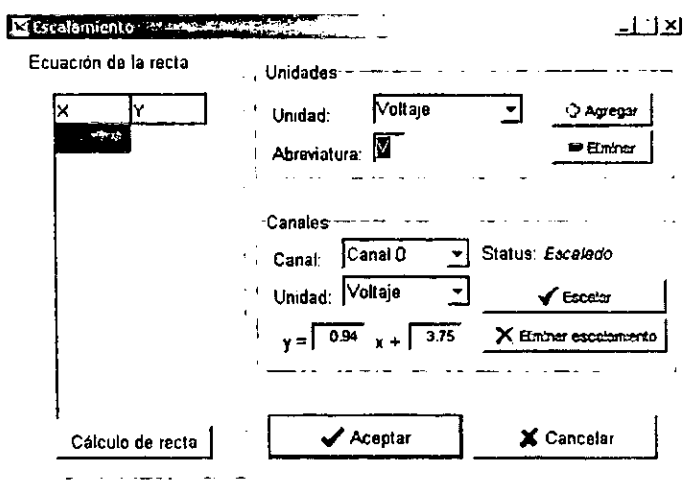 Escalamiento
Ecuación de la recta
X Y
Unidades
Unidad: Voltaje
Agregar
Abreviatura: V
Eliminar
Canales
Canal: Canal 0
Status: Escalado
Unidad: Voltaje
Escalar
y = 0.94 x + 3.75
Eliminar escalamiento
Cálculo de recta
Aceptar
Cancelar